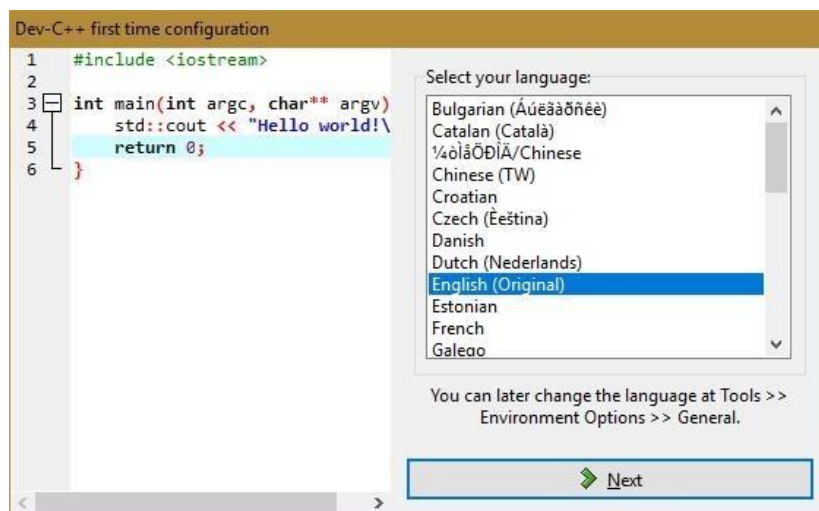 Dev-C++ first time configuration
1 #include <iostream>
2
3 int main(int argc, char** argv)
4 std::cout << "Hello world!\
5 return 0;
6 }
Select your language:
Bulgarian (Áúëãàðñêè)
Catalan (Català)
¼òÌåÖÐÎÄ/Chinese
Chinese (TW)
Croatian
Czech (Èeština)
Danish
Dutch (Nederlands)
English (Original)
Estonian
French
Galego
You can later change the language at Tools >>
Environment Options >> General.
Next